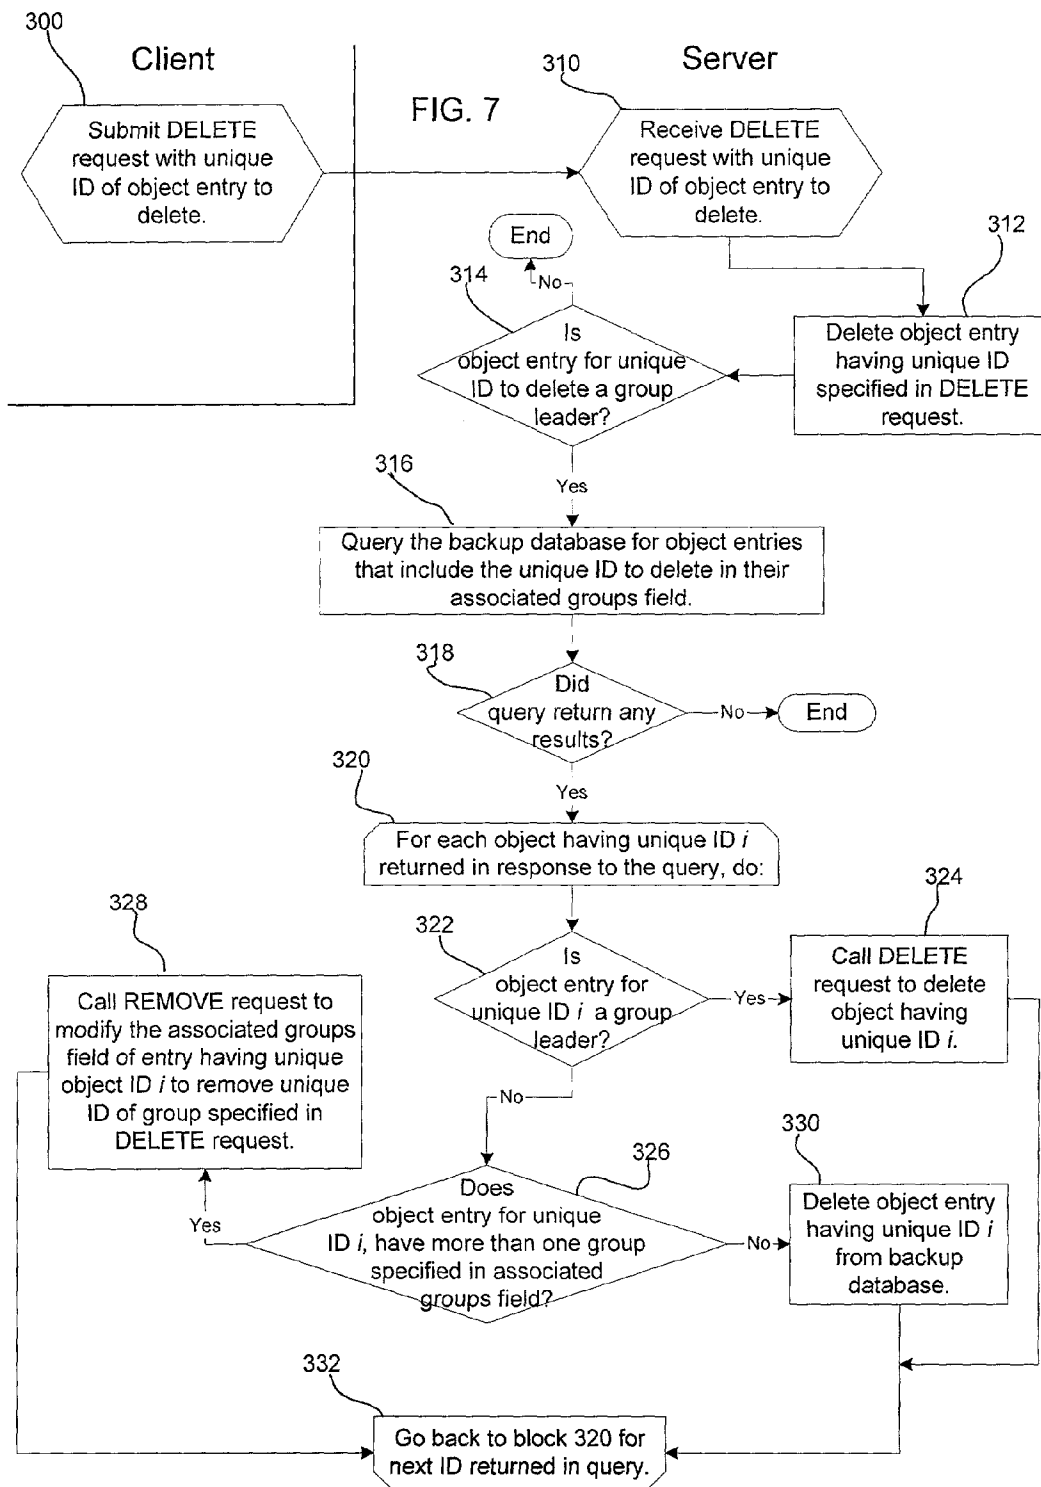 300
Client
Server
310
FIG. 7
Submit DELETE
request with unique
ID of object entry to
delete.
Receive DELETE
request with unique
ID of object entry to
delete.
End
312
314
No
Is
object entry for unique
ID to delete a group
leader?
Delete object entry
having unique ID
specified in DELETE
request.
316
Yes
Query the backup database for object entries
that include the unique ID to delete in their
associated groups field.
318
Did
query return any
results?
No
End
320
Yes
For each object having unique ID i
returned in response to the query, do:
324
328
322
Is
object entry for
unique ID i a group
leader?
Yes
Call DELETE
request to delete
object having
unique ID i.
Call REMOVE request to
modify the associated groups
field of entry having unique
object ID i to remove unique
ID of group specified in
DELETE request.
No
330
326
Does
object entry for unique
ID i, have more than one group
specified in associated
groups field?
Yes
No
Delete object entry
having unique ID i
from backup
database.
332
Go back to block 320 for
next ID returned in query.